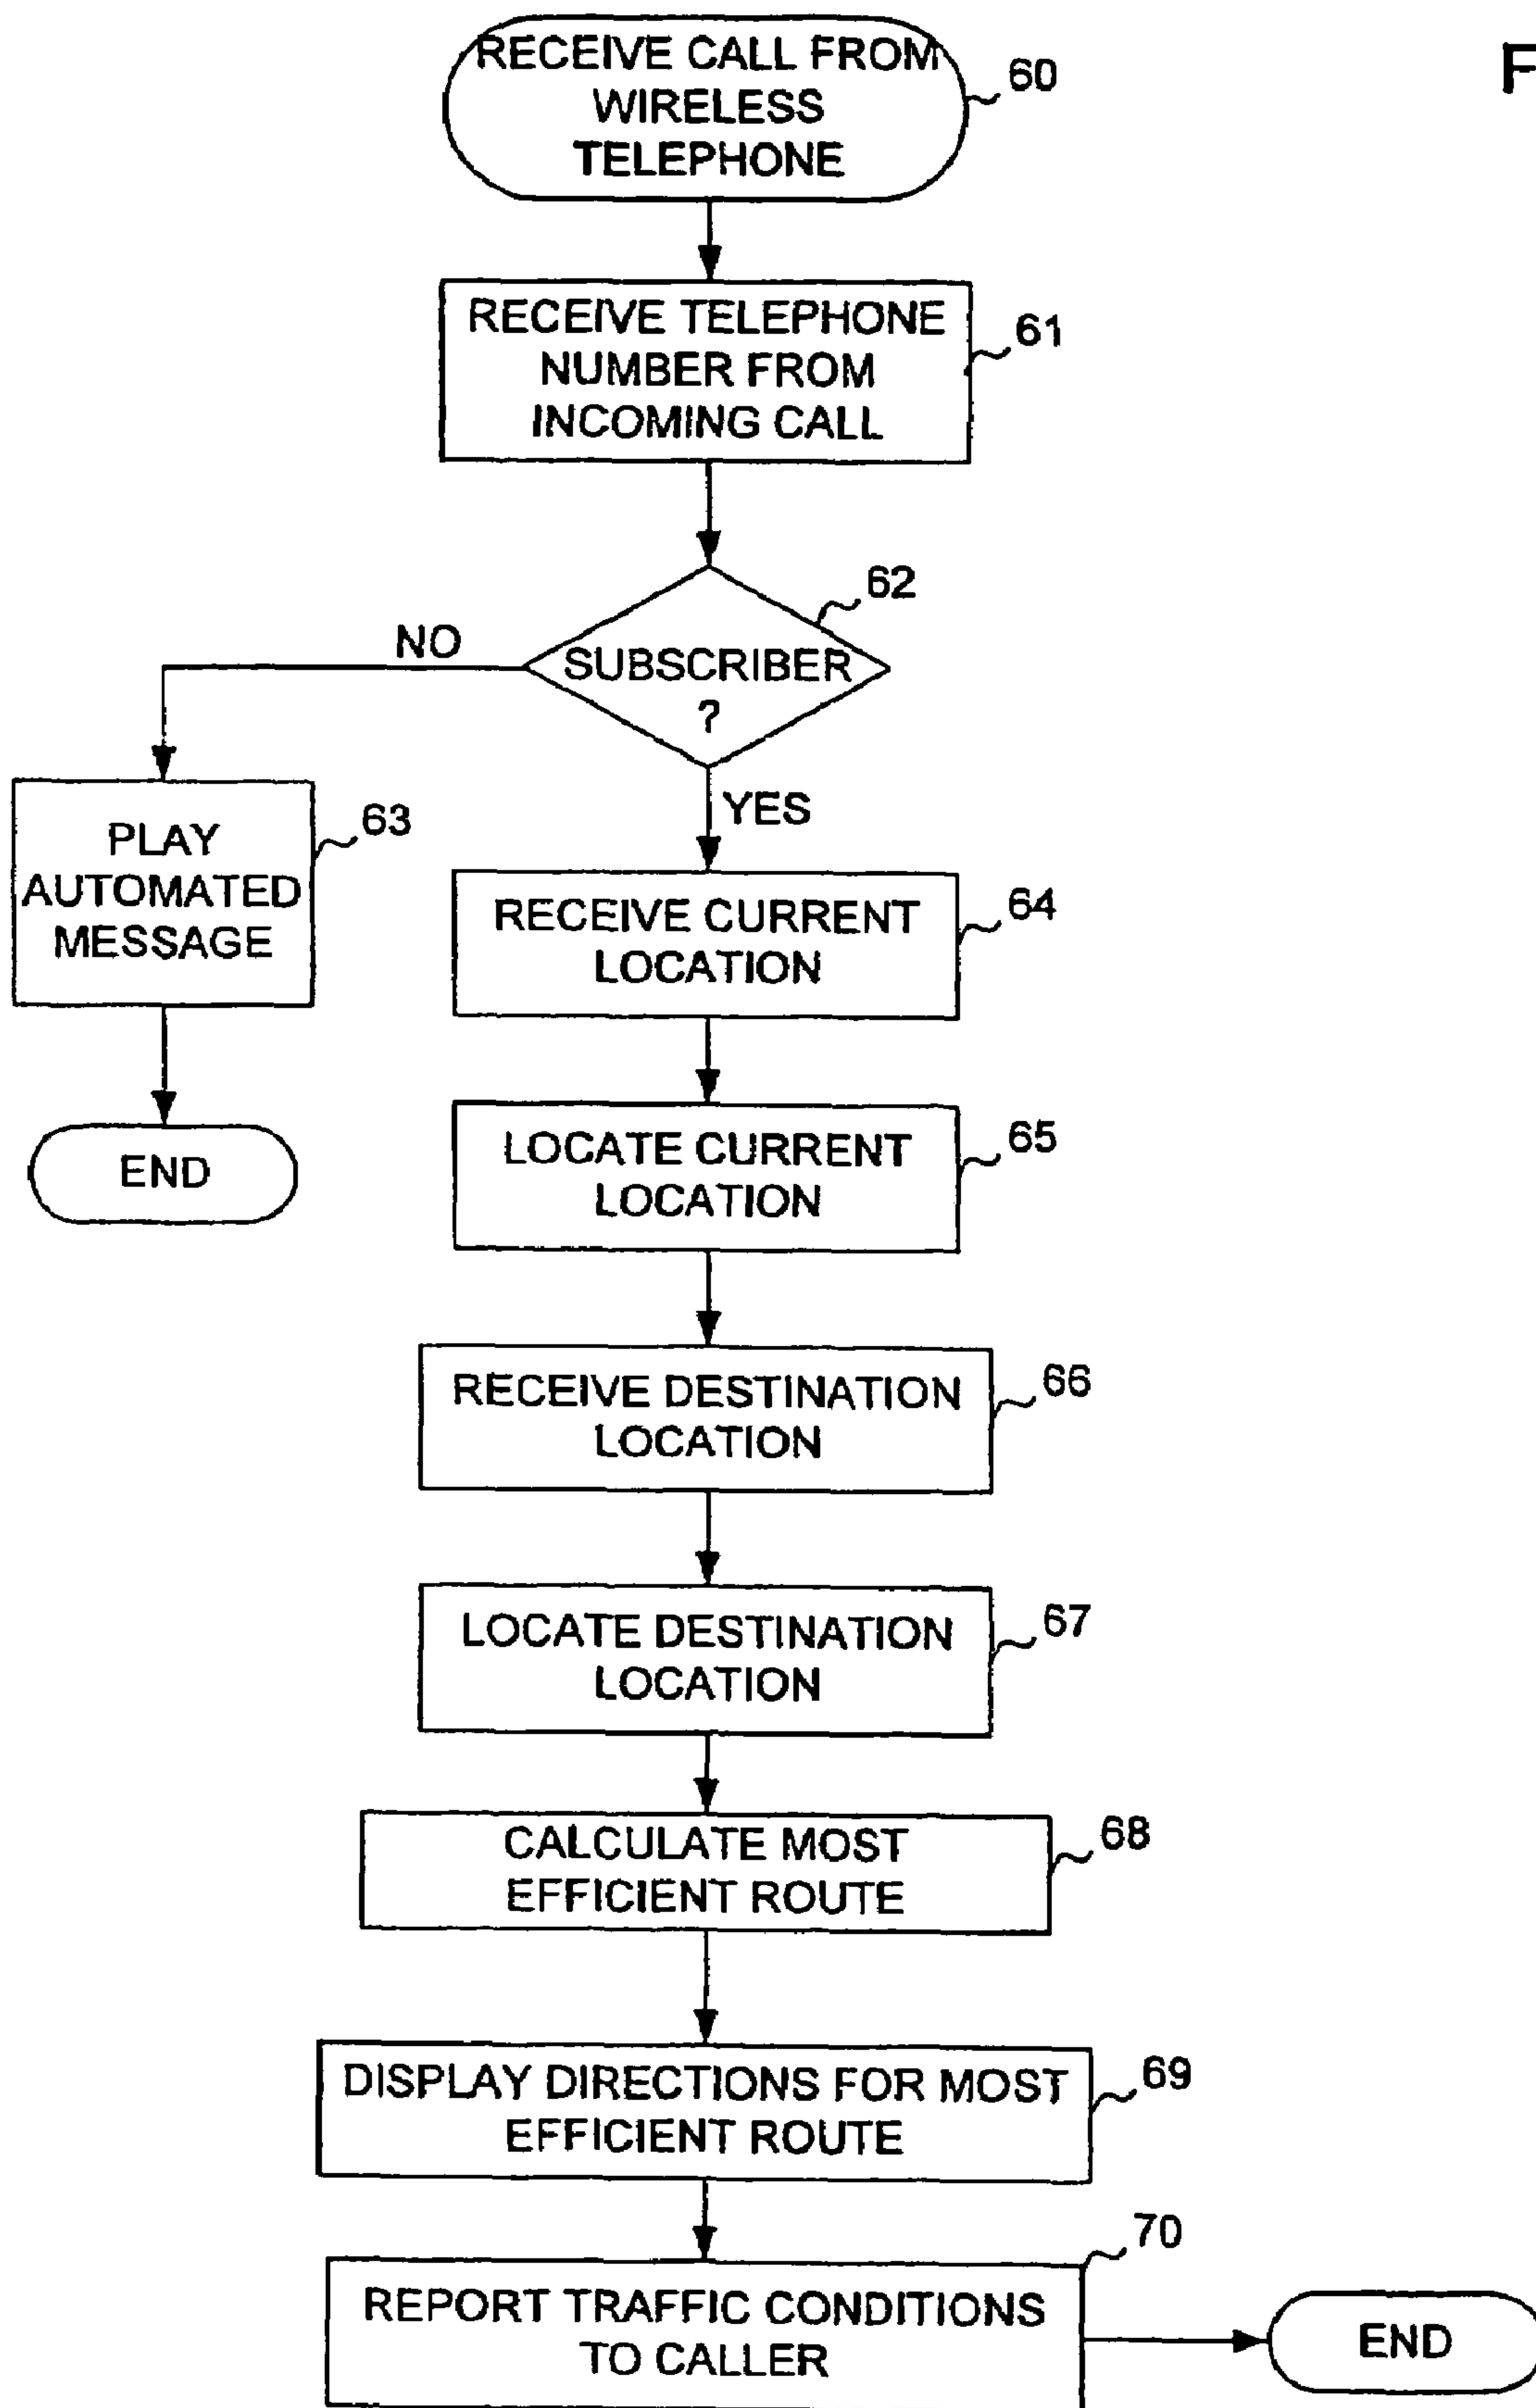 F
RECEIVE CALL FROM
WIRELESS
TELEPHONE
60
RECEIVE TELEPHONE
NUMBER FROM
INCOMING CALL
61
62
SUBSCRIBER
?
NO
YES
PLAY
AUTOMATED
MESSAGE
63
END
RECEIVE CURRENT
LOCATION
64
LOCATE CURRENT
LOCATION
65
RECEIVE DESTINATION
LOCATION
66
LOCATE DESTINATION
LOCATION
67
CALCULATE MOST
EFFICIENT ROUTE
68
DISPLAY DIRECTIONS FOR MOST
EFFICIENT ROUTE
69
REPORT TRAFFIC CONDITIONS
TO CALLER
70
END